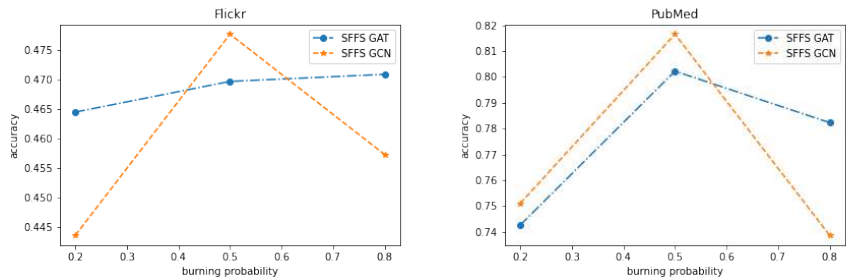 Flickr
SFFS GAT
SFFS GCN
accuracy
0.475
0.470
0.465
0.460
0.455
0.450
0.445
0.2 0.3 0.4 0.5 0.6 0.7 0.8
burning probability
PubMed
SFFS GAT
SFFS GCN
accuracy
0.82
0.81
0.80
0.79
0.78
0.77
0.76
0.75
0.74
0.2 0.3 0.4 0.5 0.6 0.7 0.8
burning probability